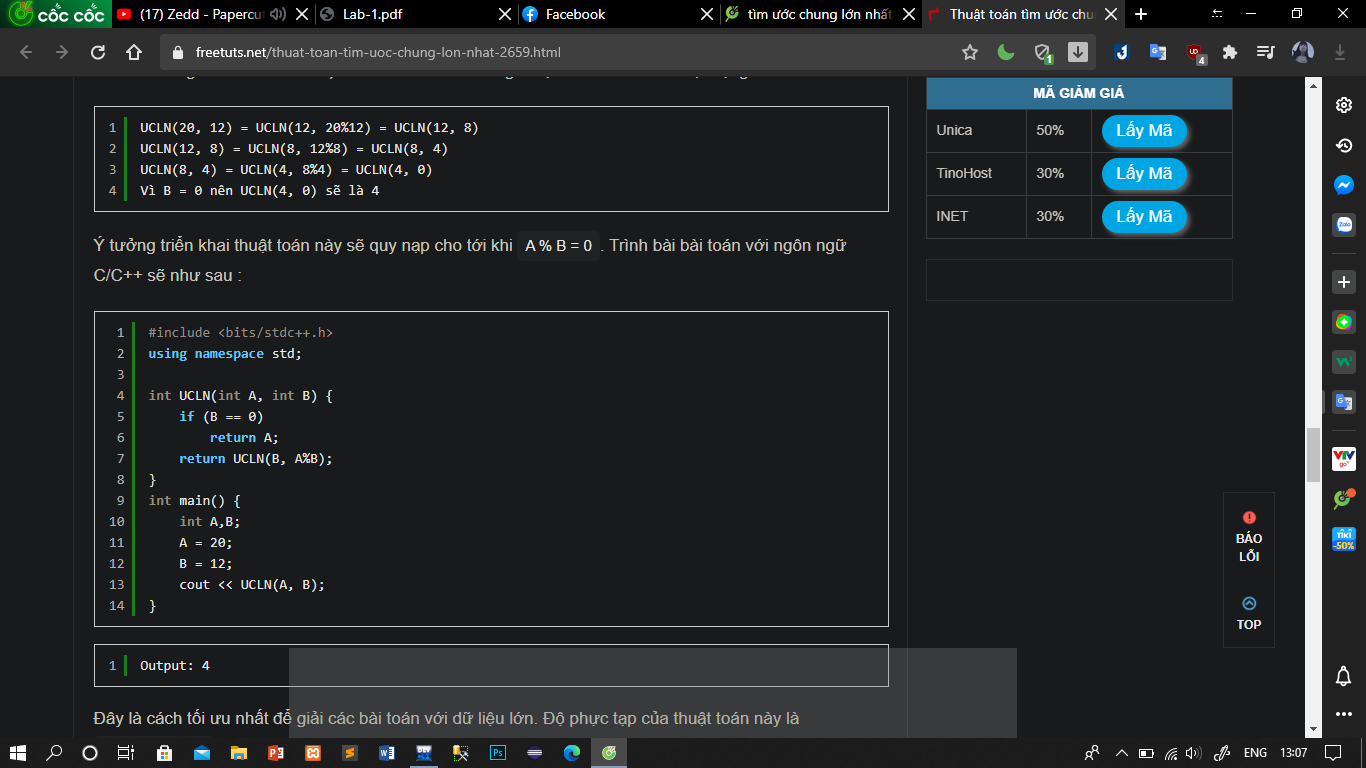 cốc cốc
(17) Zedd - Papercu
Lab-1.pdf
Facebook
tìm ước chung lớn nhất
Thuật toán tìm ước chu
freetuts.net/thuat-toan-tim-uoc-chung-lon-nhat-2659.html
1 UCLN(20, 12) = UCLN(12, 20%12) = UCLN(12, 8)
2 UCLN(12, 8) = UCLN(8, 12%8) = UCLN(8, 4)
3 UCLN(8, 4) = UCLN(4, 8%4) = UCLN(4, 0)
4 Vì B = 0 nên UCLN(4, 0) sẽ là 4
Ý tưởng triển khai thuật toán này sẽ quy nạp cho tới khi A % B = 0 . Trình bài bài toán với ngôn ngữ
C/C++ sẽ như sau :
1 #include <bits/stdc++.h>
2 using namespace std;
3
4 int UCLN(int A, int B) {
5 if (B == 0)
6 return A;
7 return UCLN(B, A%B);
8 }
9 int main() {
10 int A,B;
11 A = 20;
12 B = 12;
13 cout << UCLN(A, B);
14 }
1 Output: 4
Đây là cách tối ưu nhất để giải các bài toán với dữ liệu lớn. Độ phực tạp của thuật toán này là
MÃ GIẢM GIÁ
Unica 50% Lấy Mã
TinoHost 30% Lấy Mã
INET 30% Lấy Mã
BÁO
LỖI
TOP
1
4
Zalo
VTV
go
TIKI
-50%
DEV
Ps
ENG
13:07